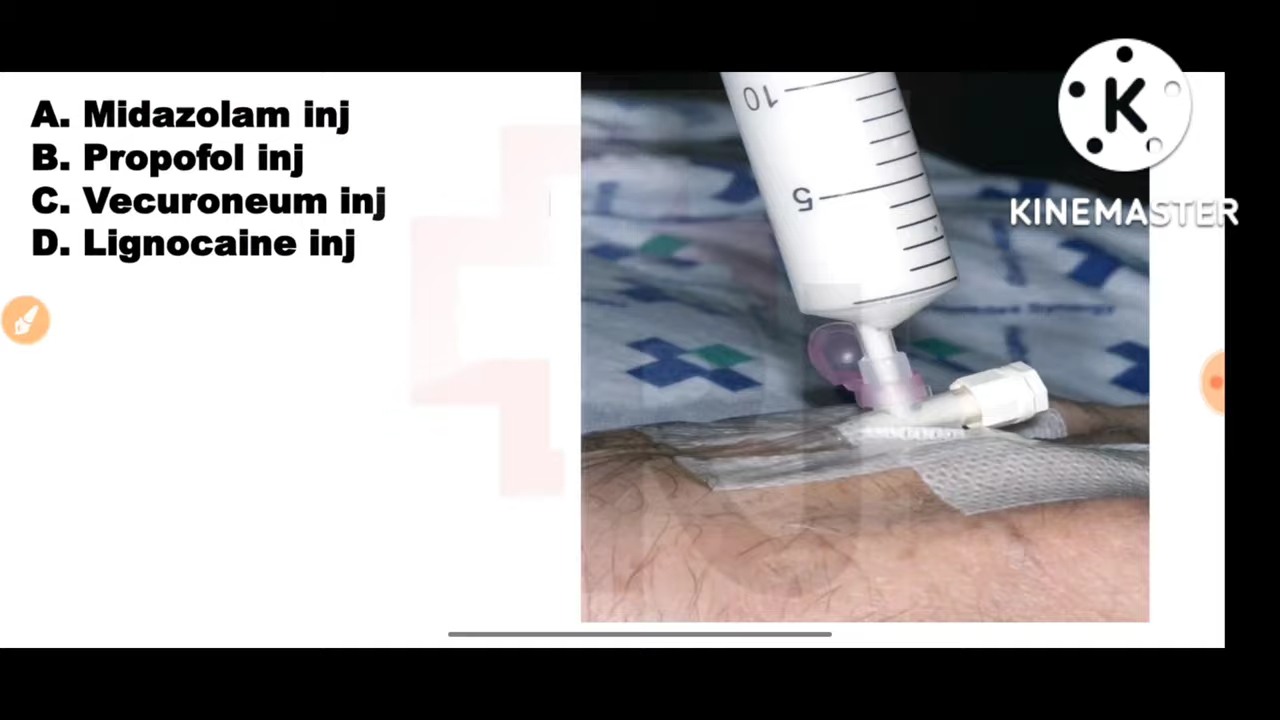 A. Midazolam inj
B. Propofol inj
C. Vecuroneum inj
D. Lignocaine inj
10
5
K
KINEMASTER